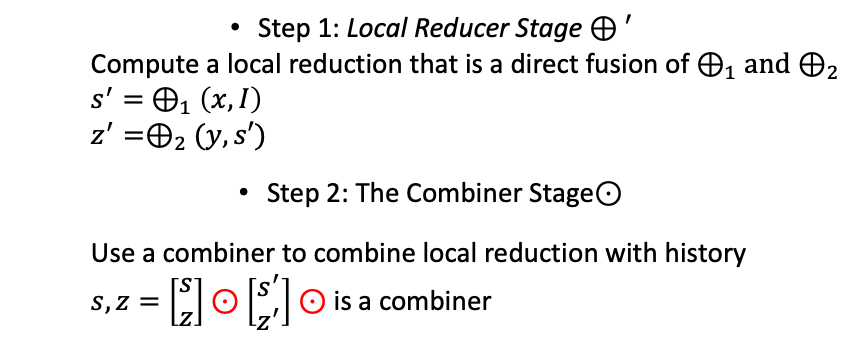 • Step 1: Local Reducer Stage ⊕ ′
Compute a local reduction that is a direct fusion of ⊕₁ and ⊕₂
s′ = ⊕₁ (x, I)
z′ =⊕₂ (y, s′)
• Step 2: The Combiner Stage⊙
Use a combiner to combine local reduction with history
s, z = [s z] ⊙ [s′ z′] ⊙ is a combiner